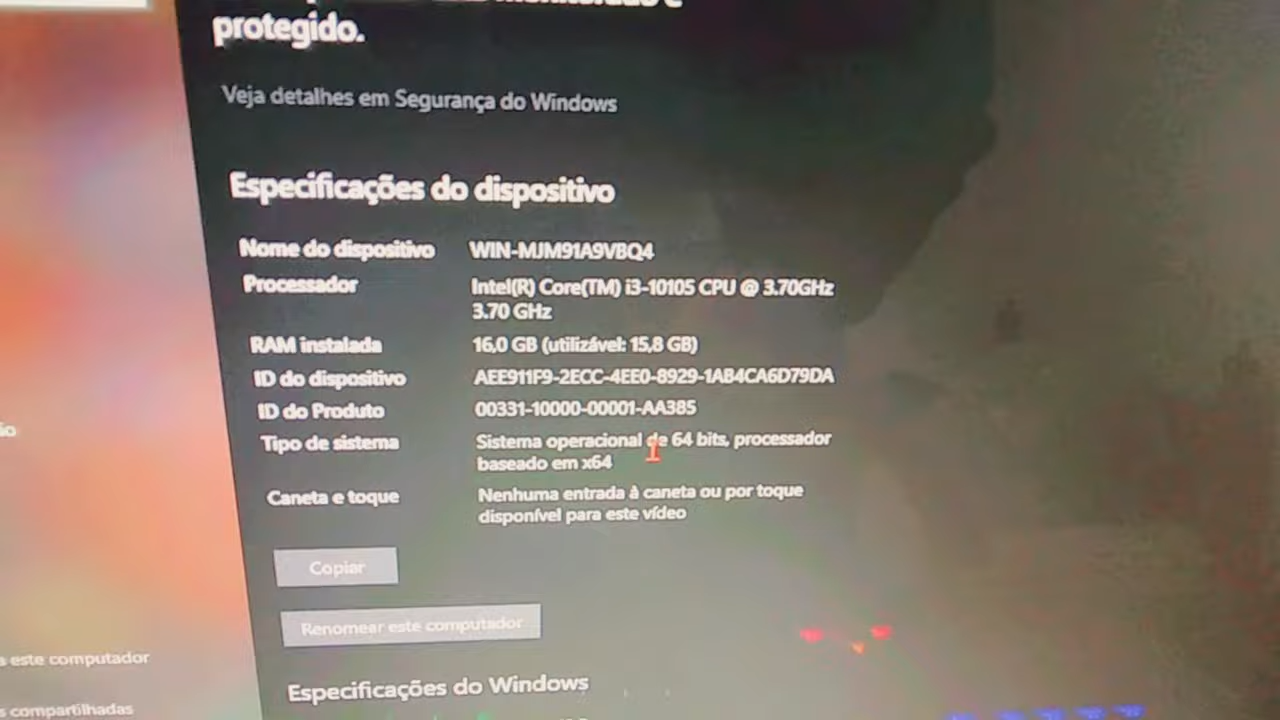 protegido.
Veja detalhes em Segurança do Windows
Especificações do dispositivo
Nome do dispositivo WIN-MJM91A9VBQ4
Processador Intel(R) Core(TM) i3-10105 CPU @ 3.70GHz
3.70 GHz
RAM instalada 16,0 GB (utilizável: 15,8 GB)
ID do dispositivo AEE911F9-2ECC-4EE0-8929-1AB4CA6D79DA
ID do Produto 00331-10000-00001-AA385
Tipo de sistema Sistema operacional de 64 bits, processador
baseado em x64
Caneta e toque Nenhuma entrada à caneta ou por toque
disponível para este vídeo
Copiar
Renomear este computador
este computador
Especificações do Windows
compartilhadas